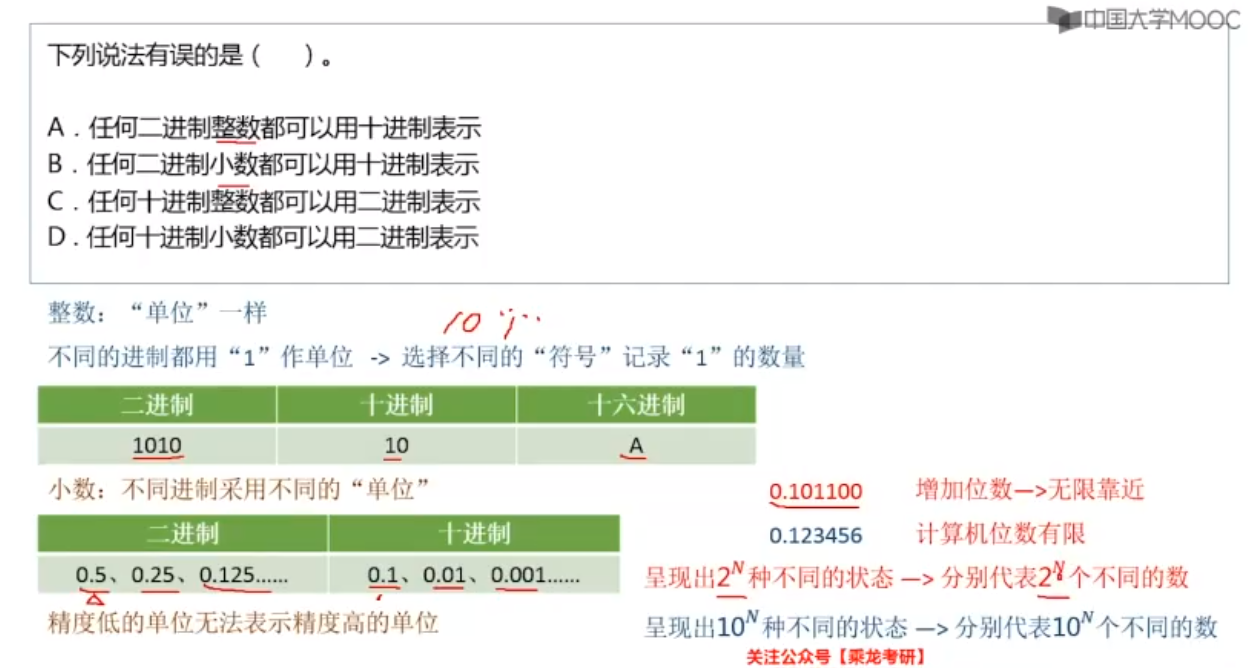 中国大学MOOC
下列说法有误的是（ ）。
A．任何二进制整数都可以用十进制表示
B．任何二进制小数都可以用十进制表示
C．任何十进制整数都可以用二进制表示
D．任何十进制小数都可以用二进制表示
整数：“单位”一样
10个..
不同的进制都用“1”作单位 -> 选择不同的“符号”记录“1”的数量
二进制 十进制 十六进制
1010 10 A
小数：不同进制采用不同的“单位”
二进制 十进制
0.5、0.25、0.125…… 0.1、0.01、0.001……
精度低的单位无法表示精度高的单位
0.101100 增加位数—>无限靠近
0.123456 计算机位数有限
呈现出2^N种不同的状态 —> 分别代表2^N个不同的数
呈现出10^N种不同的状态 —> 分别代表10^N个不同的数
关注公众号【乘龙考研】